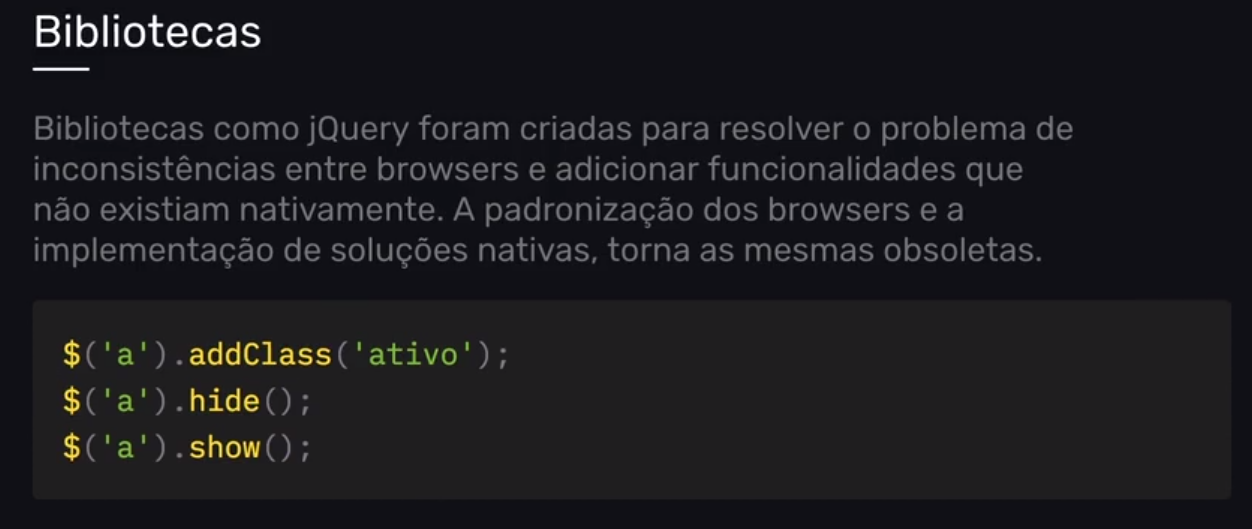 Bibliotecas
Bibliotecas como jQuery foram criadas para resolver o problema de
inconsistências entre browsers e adicionar funcionalidades que
não existiam nativamente. A padronização dos browsers e a
implementação de soluções nativas, torna as mesmas obsoletas.
$('a').addClass('ativo');
$('a').hide();
$('a').show();